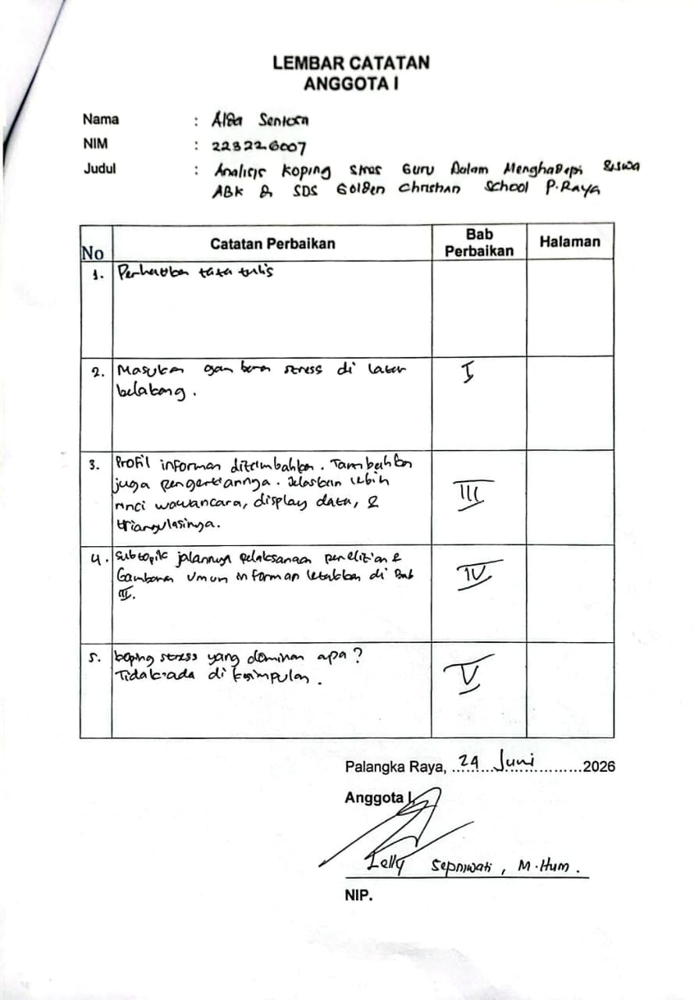 LEMBAR CATATAN
ANGGOTA I
Nama : Alda Sentosa
NIM : 223226007
Judul : Analisis Koping Stres Guru Dalam Menghadapi Siswa
ABK di SDS Golden Christian School P.Raya
No Catatan Perbaikan Bab Perbaikan Halaman
1. Perhatikan tata tulis
2. Masukan gambaran stress di latar I
belakang.
3. Profil informan ditambahkan. Tambahkan
juga pengertiannya. Jelaskan lebih III
rinci wawancara, display data, &
triangulasinya.
4. Subtopik jalannya pelaksanaan penelitian &
Gambaran Umum informan letakkan di Bab IV
III.
5. koping stress yang dominan apa?
Tidak ada di kesimpulan. V
Palangka Raya, 24 Juni 2026
Anggota I,
Lelly Sepniwati, M.Hum.
NIP.